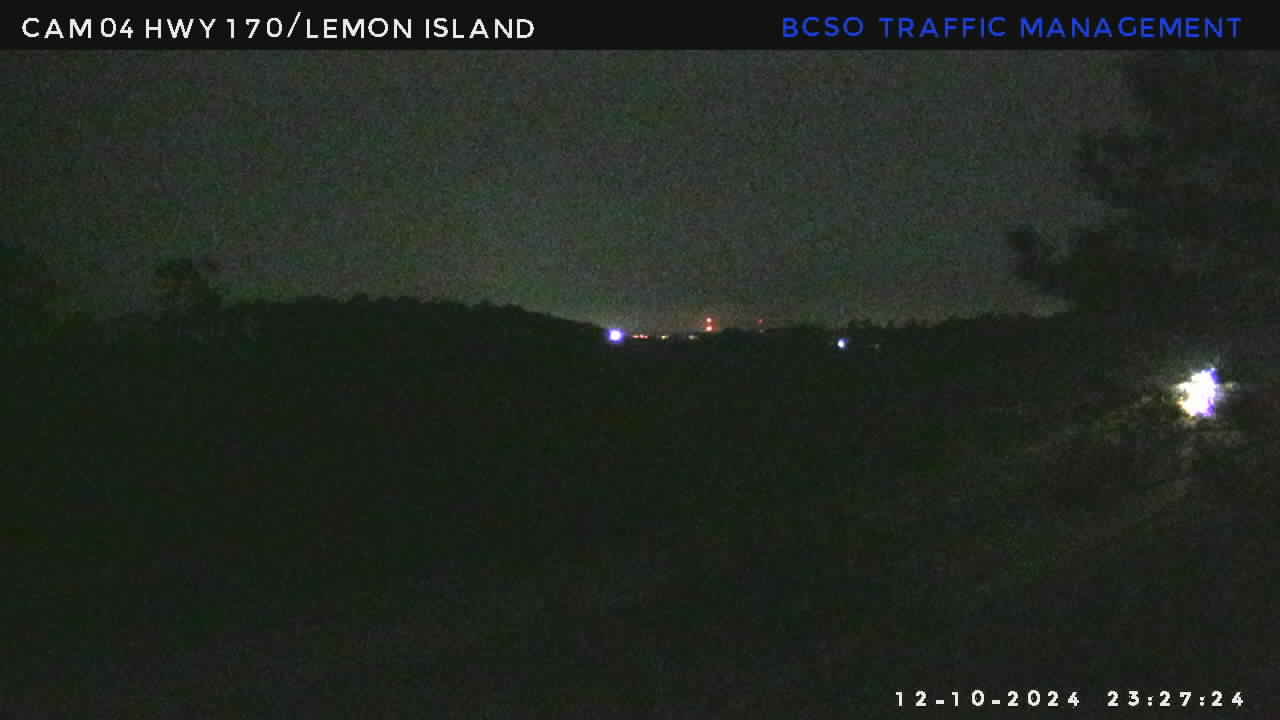 CAM04 HWY 170/LEMON ISLAND
BCSO TRAFFIC MANAGEMENT
12-10-2024 23:27:24